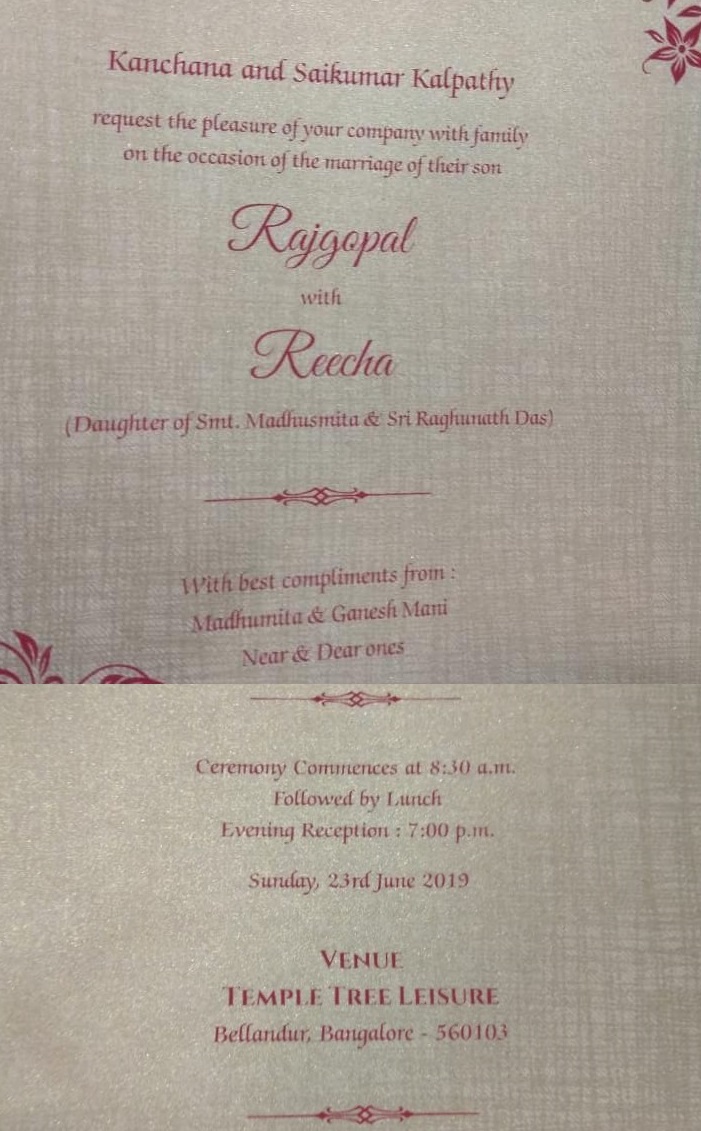 Kanchana and Saikumar Kalpathy
request the pleasure of your company with family
on the occasion of the marriage of their son
Rajgopal
with
Reecha
(Daughter of Smt. Madhusmita & Sri Raghunath Das)
With best compliments from :
Madhumita & Ganesh Mani
Near & Dear ones
Ceremony Commences at 8:30 a.m.
Followed by Lunch
Evening Reception : 7:00 p.m.
Sunday, 23rd June 2019
VENUE
TEMPLE TREE LEISURE
Bellandur, Bangalore - 560103